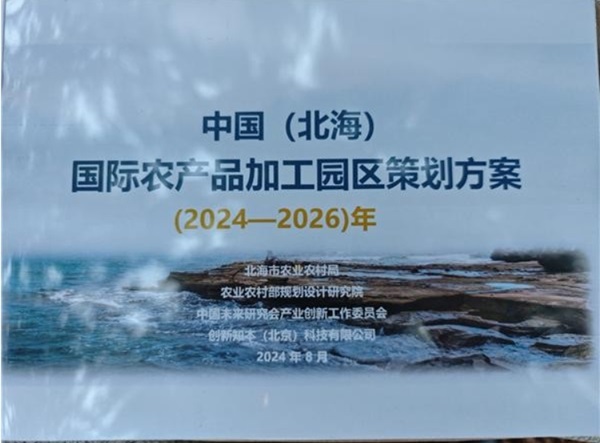 中国（北海）
国际农产品加工园区策划方案
(2024—2026)年
北海市农业农村局
农业农村部规划设计研究院
中国未来研究会产业创新工作委员会
创新知本（北京）科技有限公司
2024 年 8 月